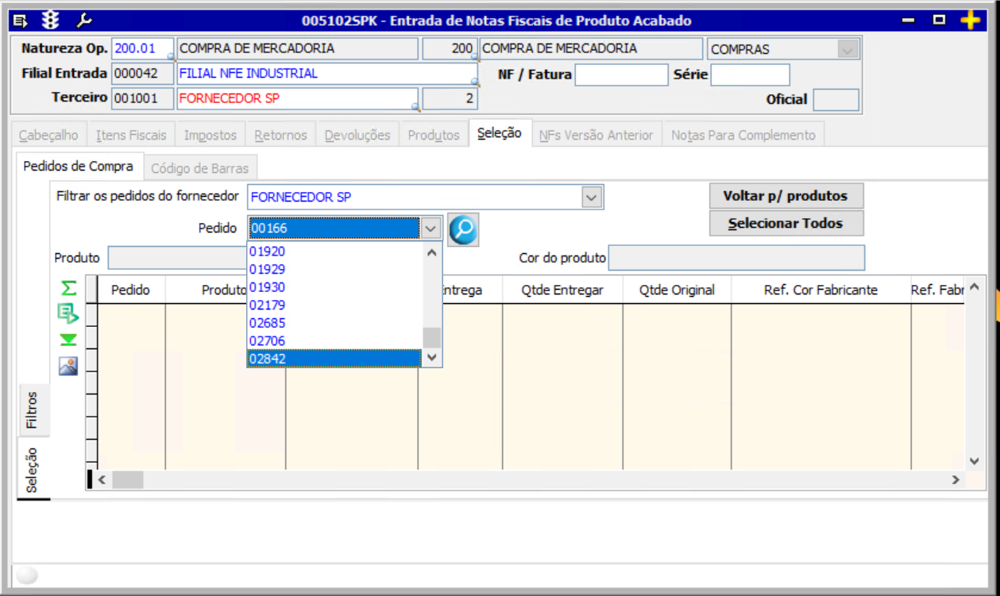 005102SPK - Entrada de Notas Fiscais de Produto Acabado
Natureza Op. 200.01 COMPRA DE MERCADORIA 200 COMPRA DE MERCADORIA COMPRAS
Filial Entrada 000042 FILIAL NFE INDUSTRIAL NF / Fatura Série
Terceiro 001001 FORNECEDOR SP 2 Oficial
Cabeçalho Itens Fiscais Impostos Retornos Devoluções Produtos Seleção NFs Versão Anterior Notas Para Complemento
Pedidos de Compra Código de Barras
Filtrar os pedidos do fornecedor FORNECEDOR SP Voltar p/ produtos
Pedido 00166 Selecionar Todos
Produto Cor do produto
01920
01929
01930
02179
02685
02706
02842
Pedido Produto ntrega Qtde Entregar Qtde Original Ref. Cor Fabricante Ref. Fabr
Filtros
Seleção